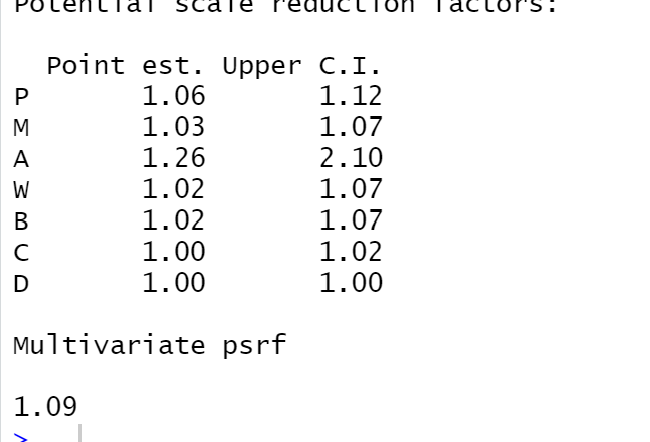 Potential scale reduction factors:
Point est. Upper C.I.
P 1.06 1.12
M 1.03 1.07
A 1.26 2.10
W 1.02 1.07
B 1.02 1.07
C 1.00 1.02
D 1.00 1.00
Multivariate psrf
1.09
>